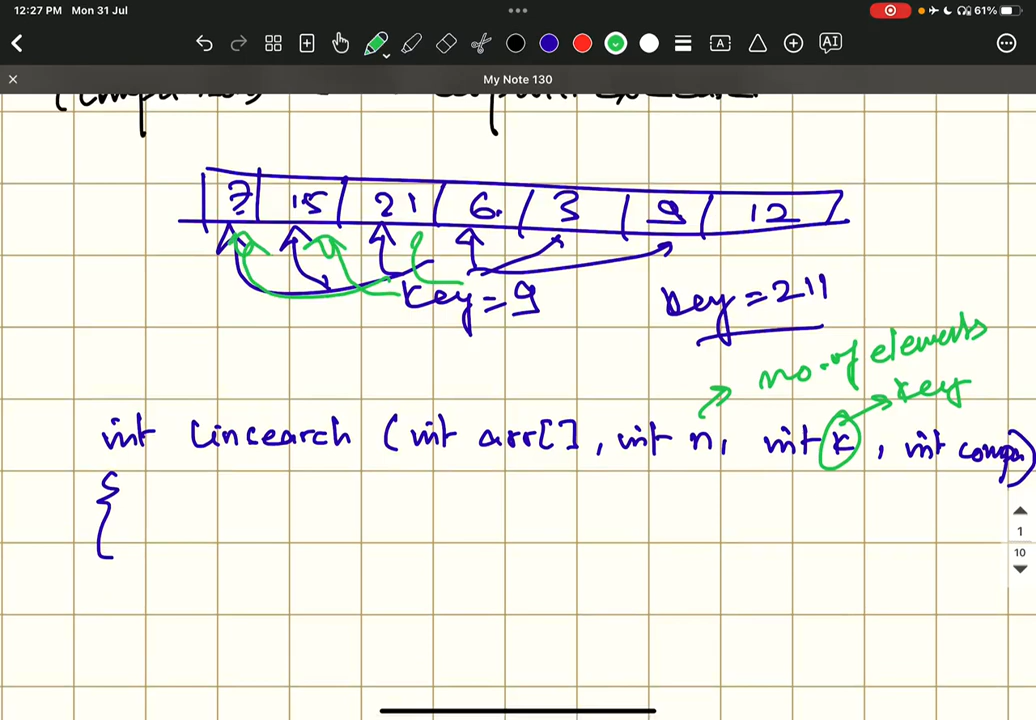 12:27 PM Mon 31 Jul
61%
A
AI
My Note 130
? 15 21 6 3 9 12
key = 9
key = 211
no. of elements
key
int linsearch (int arr[], int n, int k, int compa)
{
1
10